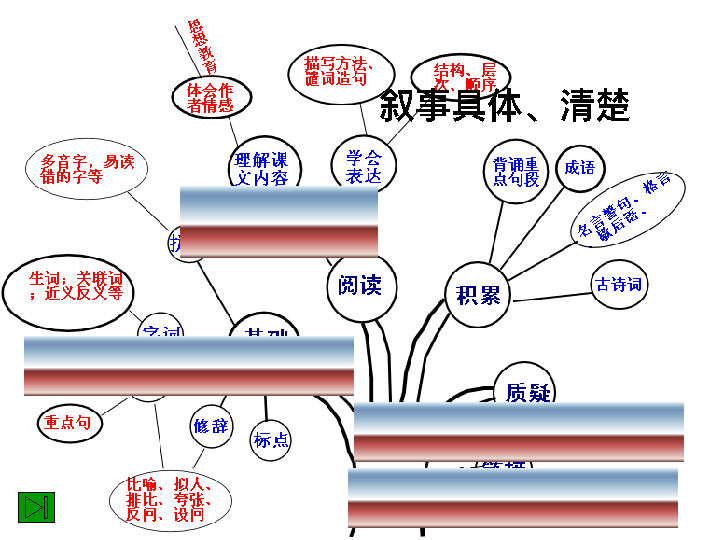 思想教育
体会作
者情感
描写方法、
遣词造句
结构、层
次、顺序
叙事具体、清楚
多音字，易读
错的字等
理解课
文内容
学会
表达
背诵重
点句段
成语
名言警句、格言
歇后语、
生词；关联词
；近义反义等
字词
基础
阅读
积累
古诗词
质疑
重点句
修辞
标点
比喻、拟人、
排比、夸张、
反问、设问